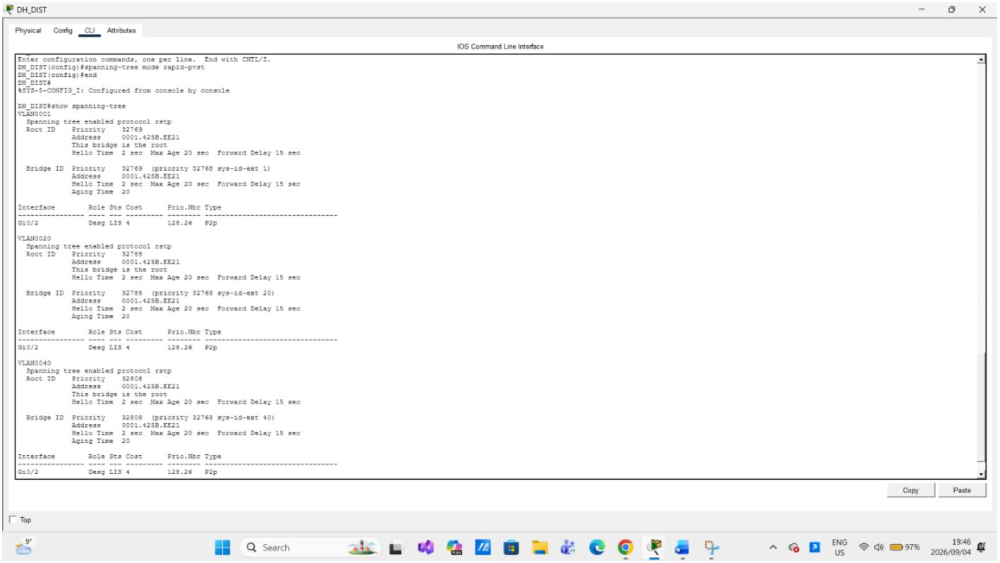 DH_DIST
Physical Config CLI Attributes
IOS Command Line Interface
Enter configuration commands, one per line. End with CNTL/Z.
DH_DIST(config)#spanning-tree mode rapid-pvst
DH_DIST(config)#end
DH_DIST#
%SYS-5-CONFIG_I: Configured from console by console
DH_DIST#show spanning-tree
VLAN0001
Spanning tree enabled protocol rstp
Root ID Priority 32769
Address 0001.425B.EE21
This bridge is the root
Hello Time 2 sec Max Age 20 sec Forward Delay 15 sec
Bridge ID Priority 32769 (priority 32768 sys-id-ext 1)
Address 0001.425B.EE21
Hello Time 2 sec Max Age 20 sec Forward Delay 15 sec
Aging Time 20
Interface Role Sts Cost Prio.Nbr Type
---------------- ---- --- --------- -------- --------------------------------
Gi0/2 Desg LIS 4 128.26 P2p
VLAN0020
Spanning tree enabled protocol rstp
Root ID Priority 32788
Address 0001.425B.EE21
This bridge is the root
Hello Time 2 sec Max Age 20 sec Forward Delay 15 sec
Bridge ID Priority 32788 (priority 32768 sys-id-ext 20)
Address 0001.425B.EE21
Hello Time 2 sec Max Age 20 sec Forward Delay 15 sec
Aging Time 20
Interface Role Sts Cost Prio.Nbr Type
---------------- ---- --- --------- -------- --------------------------------
Gi0/2 Desg LIS 4 128.26 P2p
VLAN0040
Spanning tree enabled protocol rstp
Root ID Priority 32808
Address 0001.425B.EE21
This bridge is the root
Hello Time 2 sec Max Age 20 sec Forward Delay 15 sec
Bridge ID Priority 32808 (priority 32768 sys-id-ext 40)
Address 0001.425B.EE21
Hello Time 2 sec Max Age 20 sec Forward Delay 15 sec
Aging Time 20
Interface Role Sts Cost Prio.Nbr Type
---------------- ---- --- --------- -------- --------------------------------
Gi0/2 Desg LIS 4 128.26 P2p
Copy Paste
Top
9°
Search
ENG
US
97%
19:46
2026/09/04